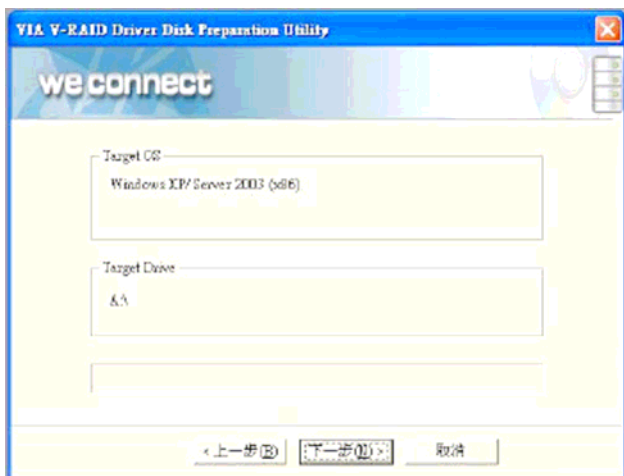 VIA V-RAID Driver Disk Preparation Utility
we connect
Target OS
Windows XP/Server 2003 (x86)
Target Drive
< 上一步(B) 下一步(N) > 取消